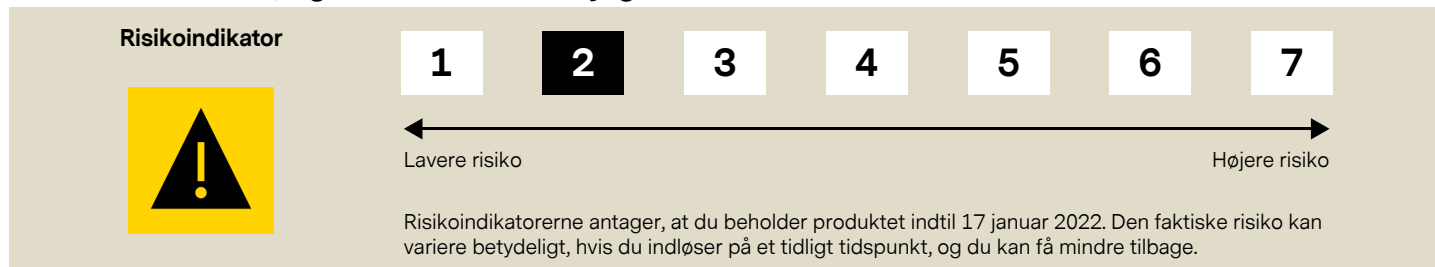 Risikoindikator
1 2 3 4 5 6 7
Lavere risiko Højere risiko
Risikoindikatorerne antager, at du beholder produktet indtil 17 januar 2022. Den faktiske risiko kan
variere betydeligt, hvis du indløser på et tidligt tidspunkt, og du kan få mindre tilbage.